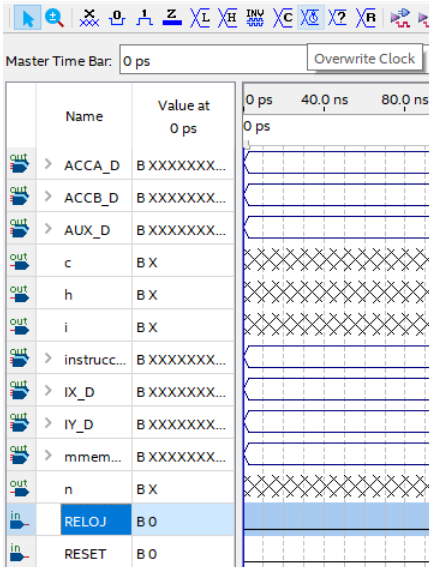 X L X H INV X C X ? X R
Master Time Bar: 0 ps
Overwrite Clock
Name Value at 0 ps 0 ps 40.0 ns 80.0 ns
0 ps
out > ACCA_D B XXXXXXX...
out > ACCB_D B XXXXXXX...
out > AUX_D B XXXXXXX...
out c B X
out h B X
out i B X
out > instrucc... B XXXXXXX...
out > IX_D B XXXXXXX...
out > IY_D B XXXXXXX...
out > mmem... B XXXXXXX...
out n B X
in RELOJ B 0
in RESET B 0